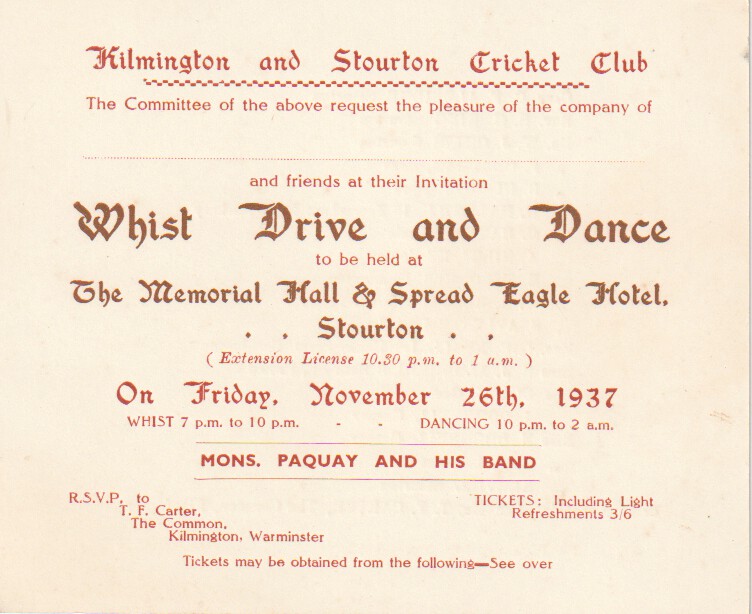 Kilmington and Stourton Cricket Club
The Committee of the above request the pleasure of the company of
and friends at their Invitation
Whist Drive and Dance
to be held at
The Memorial Hall & Spread Eagle Hotel,
. . Stourton . .
( Extension License 10.30 p.m. to 1 a.m. )
On Friday, November 26th, 1937
WHIST 7 p.m. to 10 p.m. - - DANCING 10 p.m. to 2 a.m.
MONS. PAQUAY AND HIS BAND
R.S.V.P. to TICKETS: Including Light
T. F. Carter, Refreshments 3/6
The Common,
Kilmington, Warminster
Tickets may be obtained from the following—See over